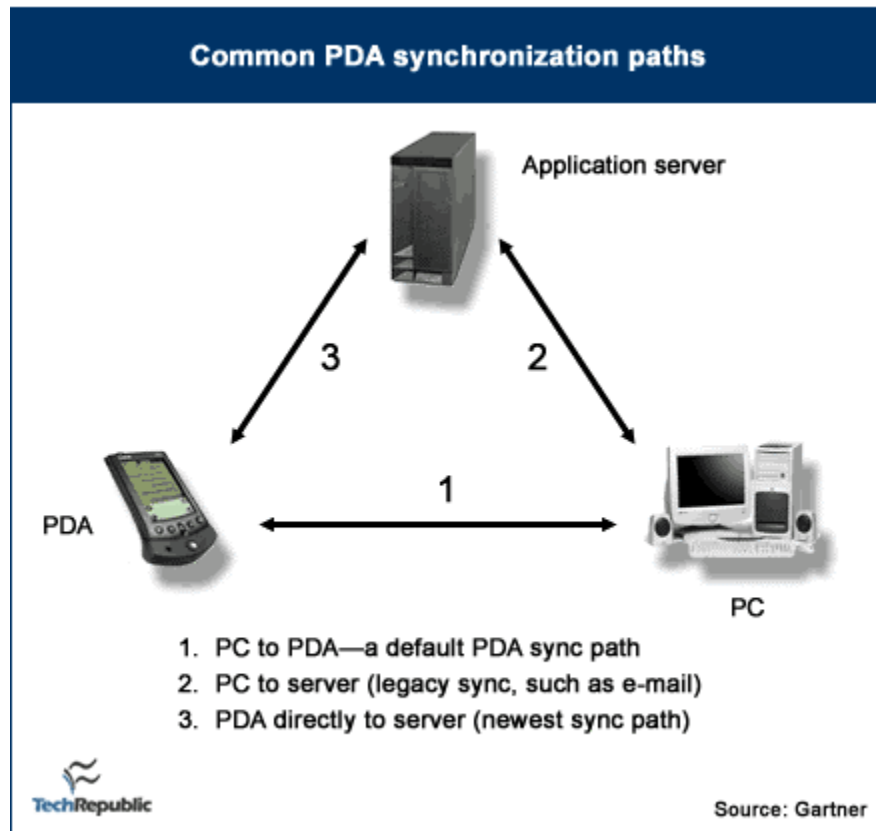 Common PDA synchronization paths
Application server
3
2
1
PDA
PC
1. PC to PDA—a default PDA sync path
2. PC to server (legacy sync, such as e-mail)
3. PDA directly to server (newest sync path)
TechRepublic
Source: Gartner